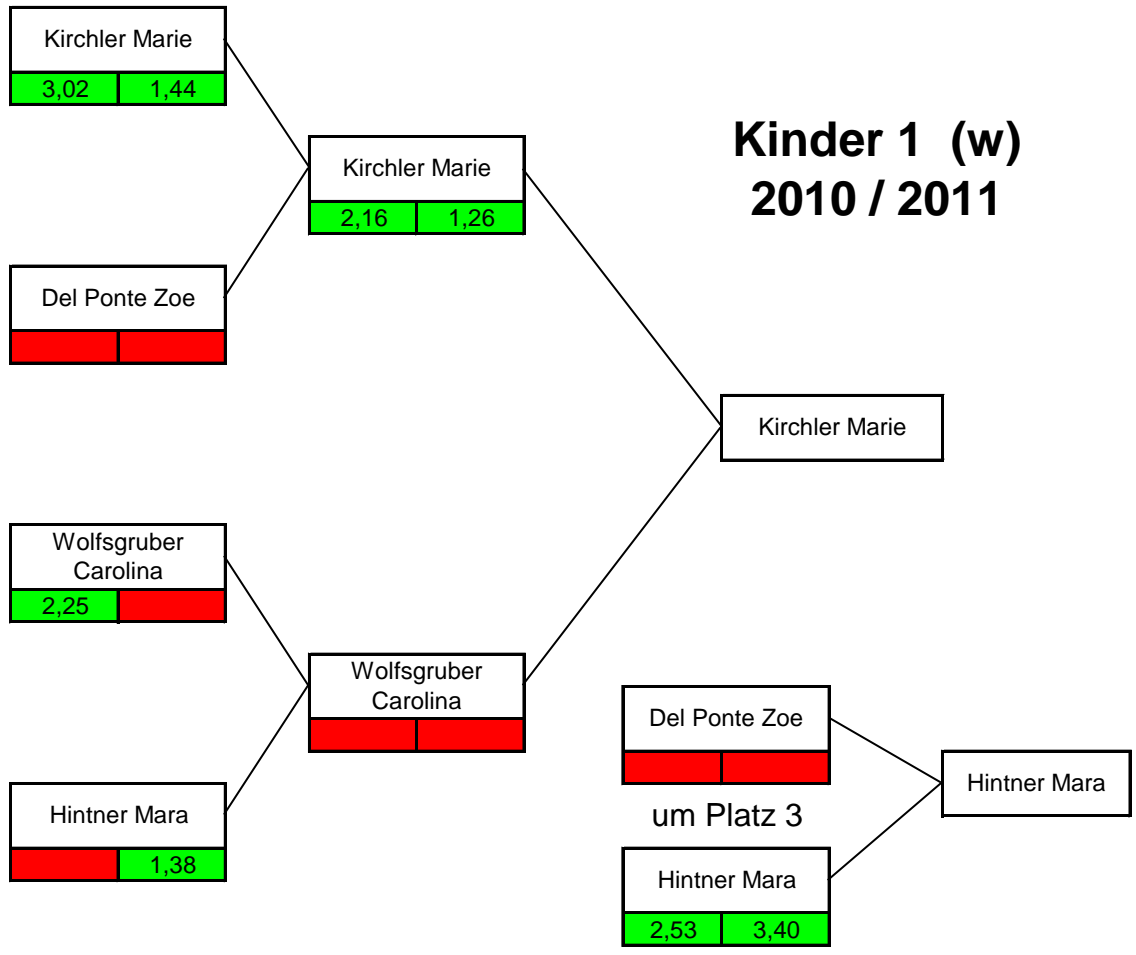 Kirchler Marie
3,02 1,44
Kinder 1 (w)
2010 / 2011
Kirchler Marie
2,16 1,26
Del Ponte Zoe
Kirchler Marie
Wolfsgruber
Carolina
2,25
Wolfsgruber
Carolina
Del Ponte Zoe
Hintner Mara
um Platz 3
Hintner Mara
1,38
Hintner Mara
2,53 3,40